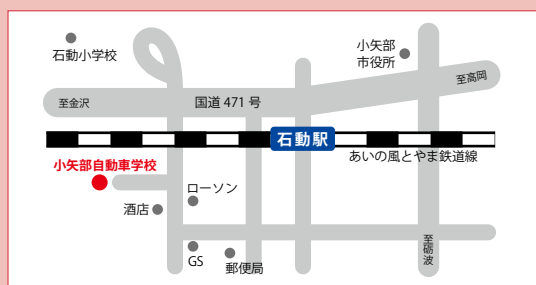 石動小学校
小矢部
市役所
至高岡
至金沢
国道 471 号
石動駅
あいの風とやま鉄道線
小矢部自動車学校
ローソン
酒店
至砺波
GS
郵便局